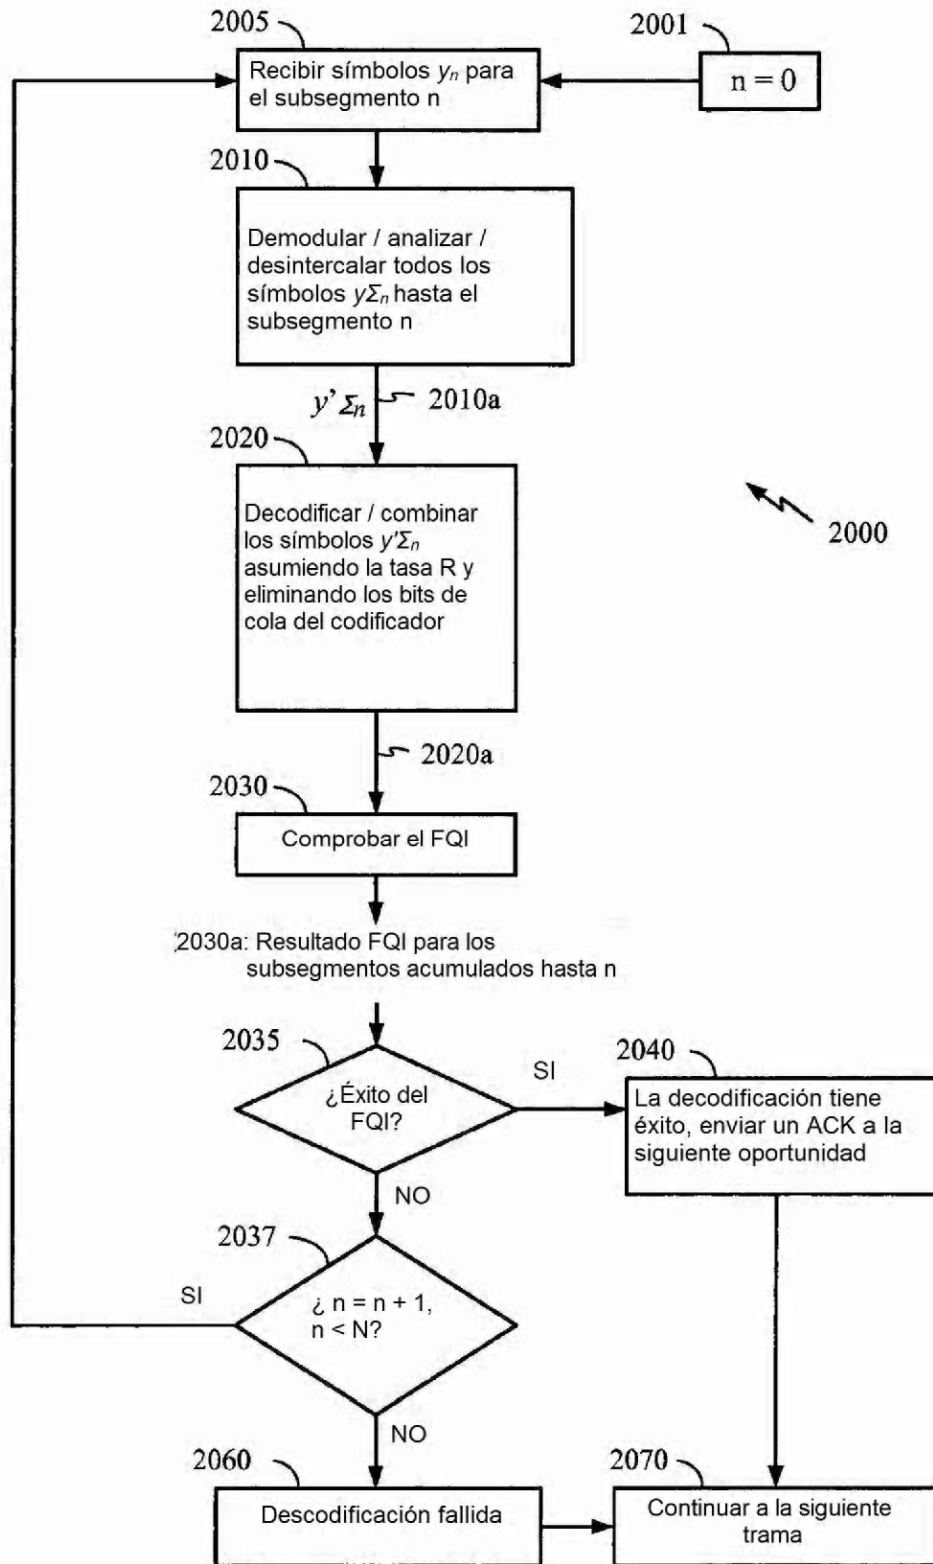 2005
Recibir símbolos yₙ para
el subsegmento n
2001
n = 0
2010
Demodular / analizar /
desintercalar todos los
símbolos yΣₙ hasta el
subsegmento n
y' Σₙ
2010a
2020
Decodificar / combinar
los símbolos y'Σₙ
asumiendo la tasa R y
eliminando los bits de
cola del codificador
2000
2020a
2030
Comprobar el FQI
2030a: Resultado FQI para los
subsegmentos acumulados hasta n
2035
¿Éxito del
FQI?
SI
2040
La decodificación tiene
éxito, enviar un ACK a la
siguiente oportunidad
NO
2037
SI
¿ n = n + 1,
n < N?
NO
2060
Descodificación fallida
2070
Continuar a la siguiente
trama